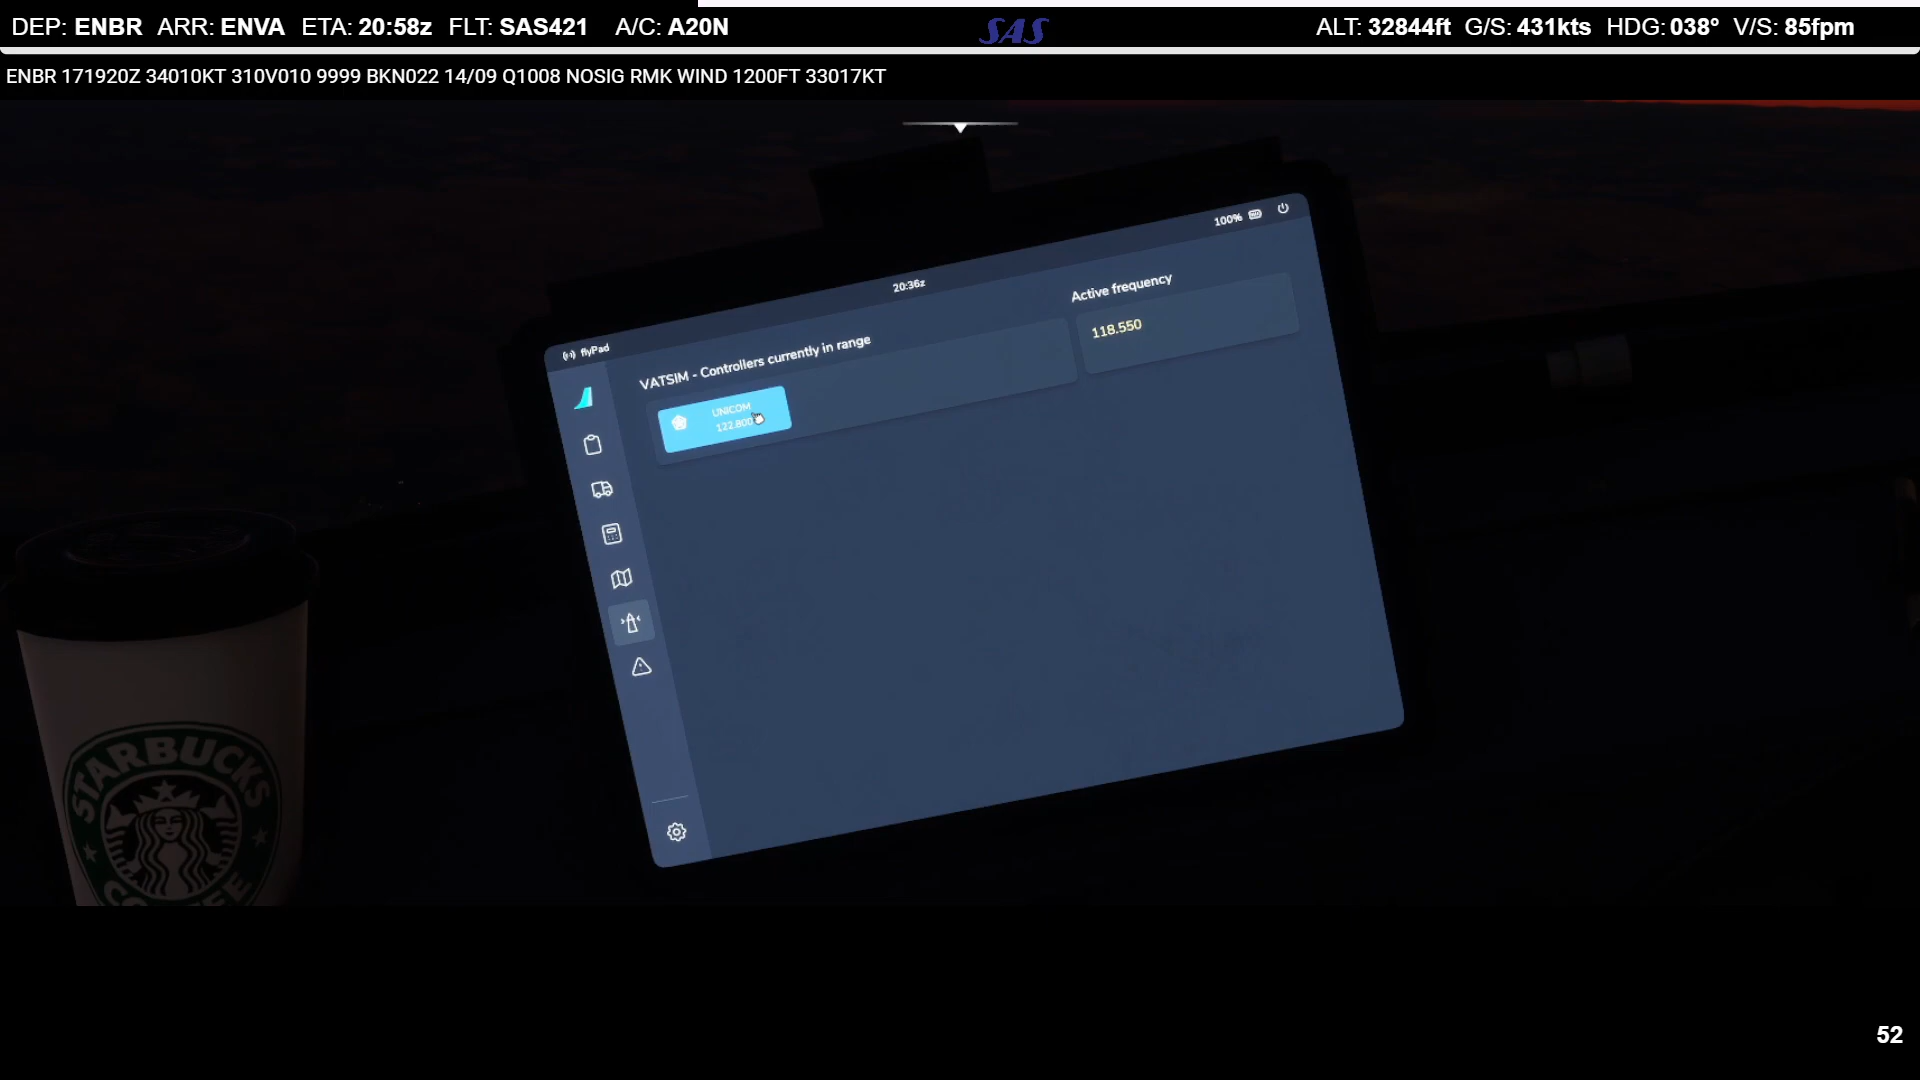 DEP: ENBR ARR: ENVA ETA: 20:58z FLT: SAS421 A/C: A20N SAS ALT: 32844ft G/S: 431kts HDG: 038° V/S: 85fpm
ENBR 171920Z 34010KT 310V010 9999 BKN022 14/09 Q1008 NOSIG RMK WIND 1200FT 33017KT
100%
20:36z
flyPad
Active frequency
118.550
VATSIM - Controllers currently in range
UNICOM
122.800
STARBUCKS
COFFEE
52